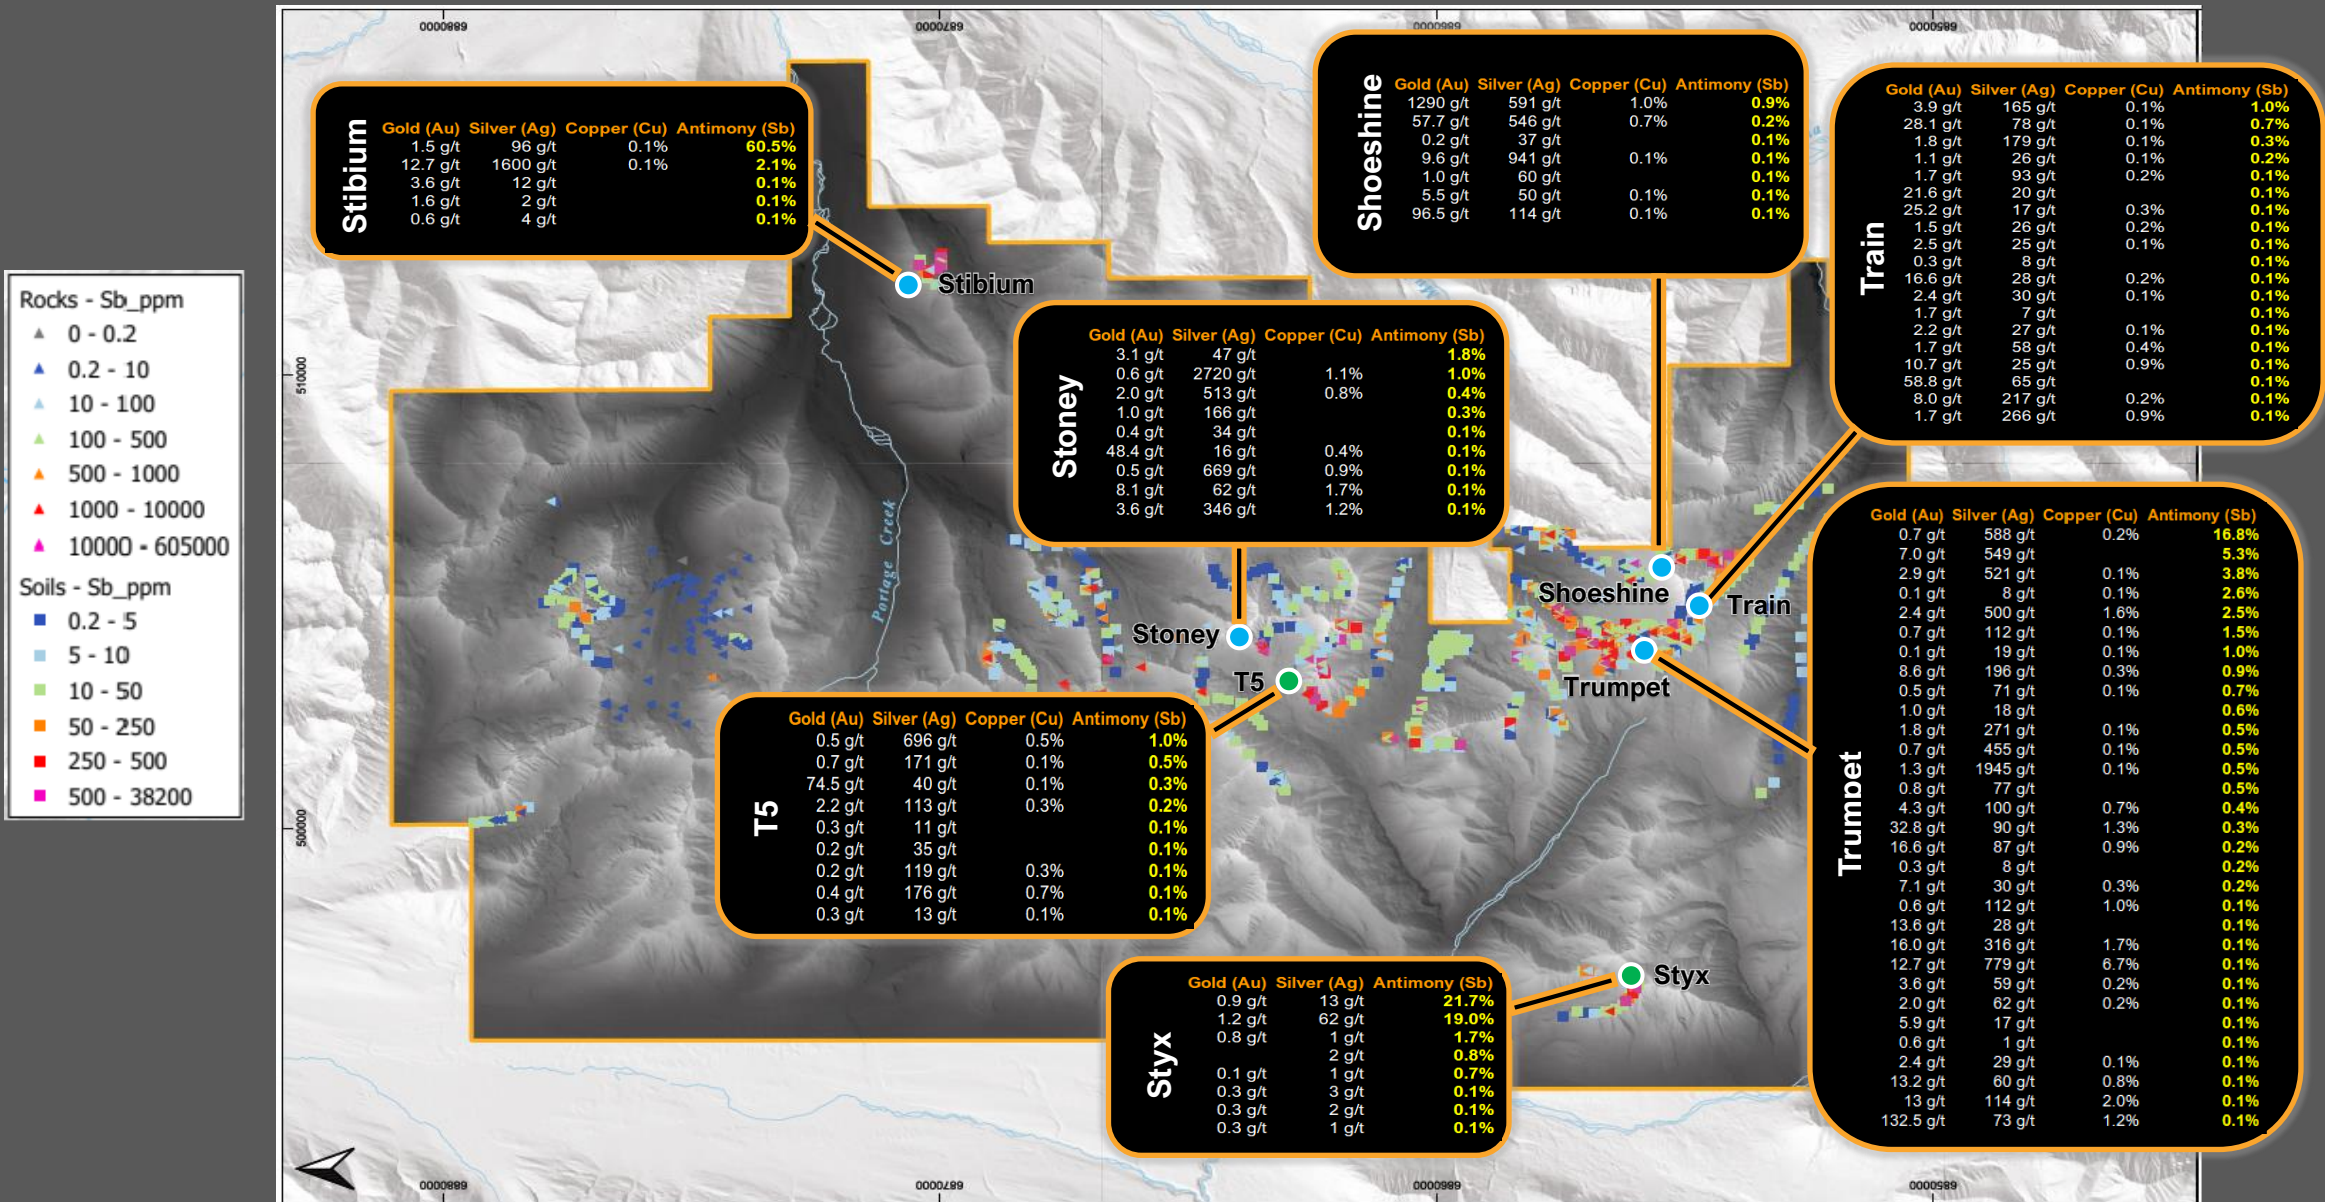 6880000
6870000
6860000
6850000
Stibium
Gold (Au) Silver (Ag) Copper (Cu) Antimony (Sb)
1.5 g/t 96 g/t 0.1% 60.5%
12.7 g/t 1600 g/t 0.1% 2.1%
3.6 g/t 12 g/t 0.1%
1.6 g/t 2 g/t 0.1%
0.6 g/t 4 g/t 0.1%
Shoeshine
Gold (Au) Silver (Ag) Copper (Cu) Antimony (Sb)
1290 g/t 591 g/t 1.0% 0.9%
57.7 g/t 546 g/t 0.7% 0.2%
0.2 g/t 37 g/t 0.1%
9.6 g/t 941 g/t 0.1% 0.1%
1.0 g/t 60 g/t 0.1%
5.5 g/t 50 g/t 0.1% 0.1%
96.5 g/t 114 g/t 0.1% 0.1%
Train
Gold (Au) Silver (Ag) Copper (Cu) Antimony (Sb)
3.9 g/t 165 g/t 0.1% 1.0%
28.1 g/t 78 g/t 0.1% 0.7%
1.8 g/t 179 g/t 0.1% 0.3%
1.1 g/t 26 g/t 0.1% 0.2%
1.7 g/t 93 g/t 0.2% 0.1%
21.6 g/t 20 g/t 0.1%
25.2 g/t 17 g/t 0.3% 0.1%
1.5 g/t 26 g/t 0.2% 0.1%
2.5 g/t 25 g/t 0.1% 0.1%
0.3 g/t 8 g/t 0.1%
16.6 g/t 28 g/t 0.2% 0.1%
2.4 g/t 30 g/t 0.1% 0.1%
1.7 g/t 7 g/t 0.1%
2.2 g/t 27 g/t 0.1% 0.1%
1.7 g/t 58 g/t 0.4% 0.1%
10.7 g/t 25 g/t 0.9% 0.1%
58.8 g/t 65 g/t 0.1%
8.0 g/t 217 g/t 0.2% 0.1%
1.7 g/t 266 g/t 0.9% 0.1%
Rocks - Sb_ppm
0 - 0.2
0.2 - 10
10 - 100
100 - 500
500 - 1000
1000 - 10000
10000 - 605000
Soils - Sb_ppm
0.2 - 5
5 - 10
10 - 50
50 - 250
250 - 500
500 - 38200
Stibium
510000
Stoney
Gold (Au) Silver (Ag) Copper (Cu) Antimony (Sb)
3.1 g/t 47 g/t 1.8%
0.6 g/t 2720 g/t 1.1% 1.0%
2.0 g/t 513 g/t 0.8% 0.4%
1.0 g/t 166 g/t 0.3%
0.4 g/t 34 g/t 0.1%
48.4 g/t 16 g/t 0.4% 0.1%
0.5 g/t 669 g/t 0.9% 0.1%
8.1 g/t 62 g/t 1.7% 0.1%
3.6 g/t 346 g/t 1.2% 0.1%
Portage Creek
Shoeshine
Train
Stoney
T5
Trumpet
Trumpet
Gold (Au) Silver (Ag) Copper (Cu) Antimony (Sb)
0.7 g/t 588 g/t 0.2% 16.8%
7.0 g/t 549 g/t 5.3%
2.9 g/t 521 g/t 0.1% 3.8%
0.1 g/t 8 g/t 0.1% 2.6%
2.4 g/t 500 g/t 1.6% 2.5%
0.7 g/t 112 g/t 0.1% 1.5%
0.1 g/t 19 g/t 0.1% 1.0%
8.6 g/t 196 g/t 0.3% 0.9%
0.5 g/t 71 g/t 0.1% 0.7%
1.0 g/t 18 g/t 0.6%
1.8 g/t 271 g/t 0.1% 0.5%
0.7 g/t 455 g/t 0.1% 0.5%
1.3 g/t 1945 g/t 0.1% 0.5%
0.8 g/t 77 g/t 0.5%
4.3 g/t 100 g/t 0.7% 0.4%
32.8 g/t 90 g/t 1.3% 0.3%
16.6 g/t 87 g/t 0.9% 0.2%
0.3 g/t 8 g/t 0.2%
7.1 g/t 30 g/t 0.3% 0.2%
0.6 g/t 112 g/t 1.0% 0.1%
13.6 g/t 28 g/t 0.1%
16.0 g/t 316 g/t 1.7% 0.1%
12.7 g/t 779 g/t 6.7% 0.1%
3.6 g/t 59 g/t 0.2% 0.1%
2.0 g/t 62 g/t 0.2% 0.1%
5.9 g/t 17 g/t 0.1%
0.6 g/t 1 g/t 0.1%
2.4 g/t 29 g/t 0.1% 0.1%
13.2 g/t 60 g/t 0.8% 0.1%
13 g/t 114 g/t 2.0% 0.1%
132.5 g/t 73 g/t 1.2% 0.1%
T5
Gold (Au) Silver (Ag) Copper (Cu) Antimony (Sb)
0.5 g/t 696 g/t 0.5% 1.0%
0.7 g/t 171 g/t 0.1% 0.5%
74.5 g/t 40 g/t 0.1% 0.3%
2.2 g/t 113 g/t 0.3% 0.2%
0.3 g/t 11 g/t 0.1%
0.2 g/t 35 g/t 0.1%
0.2 g/t 119 g/t 0.3% 0.1%
0.4 g/t 176 g/t 0.7% 0.1%
0.3 g/t 13 g/t 0.1% 0.1%
500000
Styx
Styx
Gold (Au) Silver (Ag) Antimony (Sb)
0.9 g/t 13 g/t 21.7%
1.2 g/t 62 g/t 19.0%
0.8 g/t 1 g/t 1.7%
2 g/t 0.8%
0.1 g/t 1 g/t 0.7%
0.3 g/t 3 g/t 0.1%
0.3 g/t 2 g/t 0.1%
0.3 g/t 1 g/t 0.1%
6880000
6870000
6860000
6850000